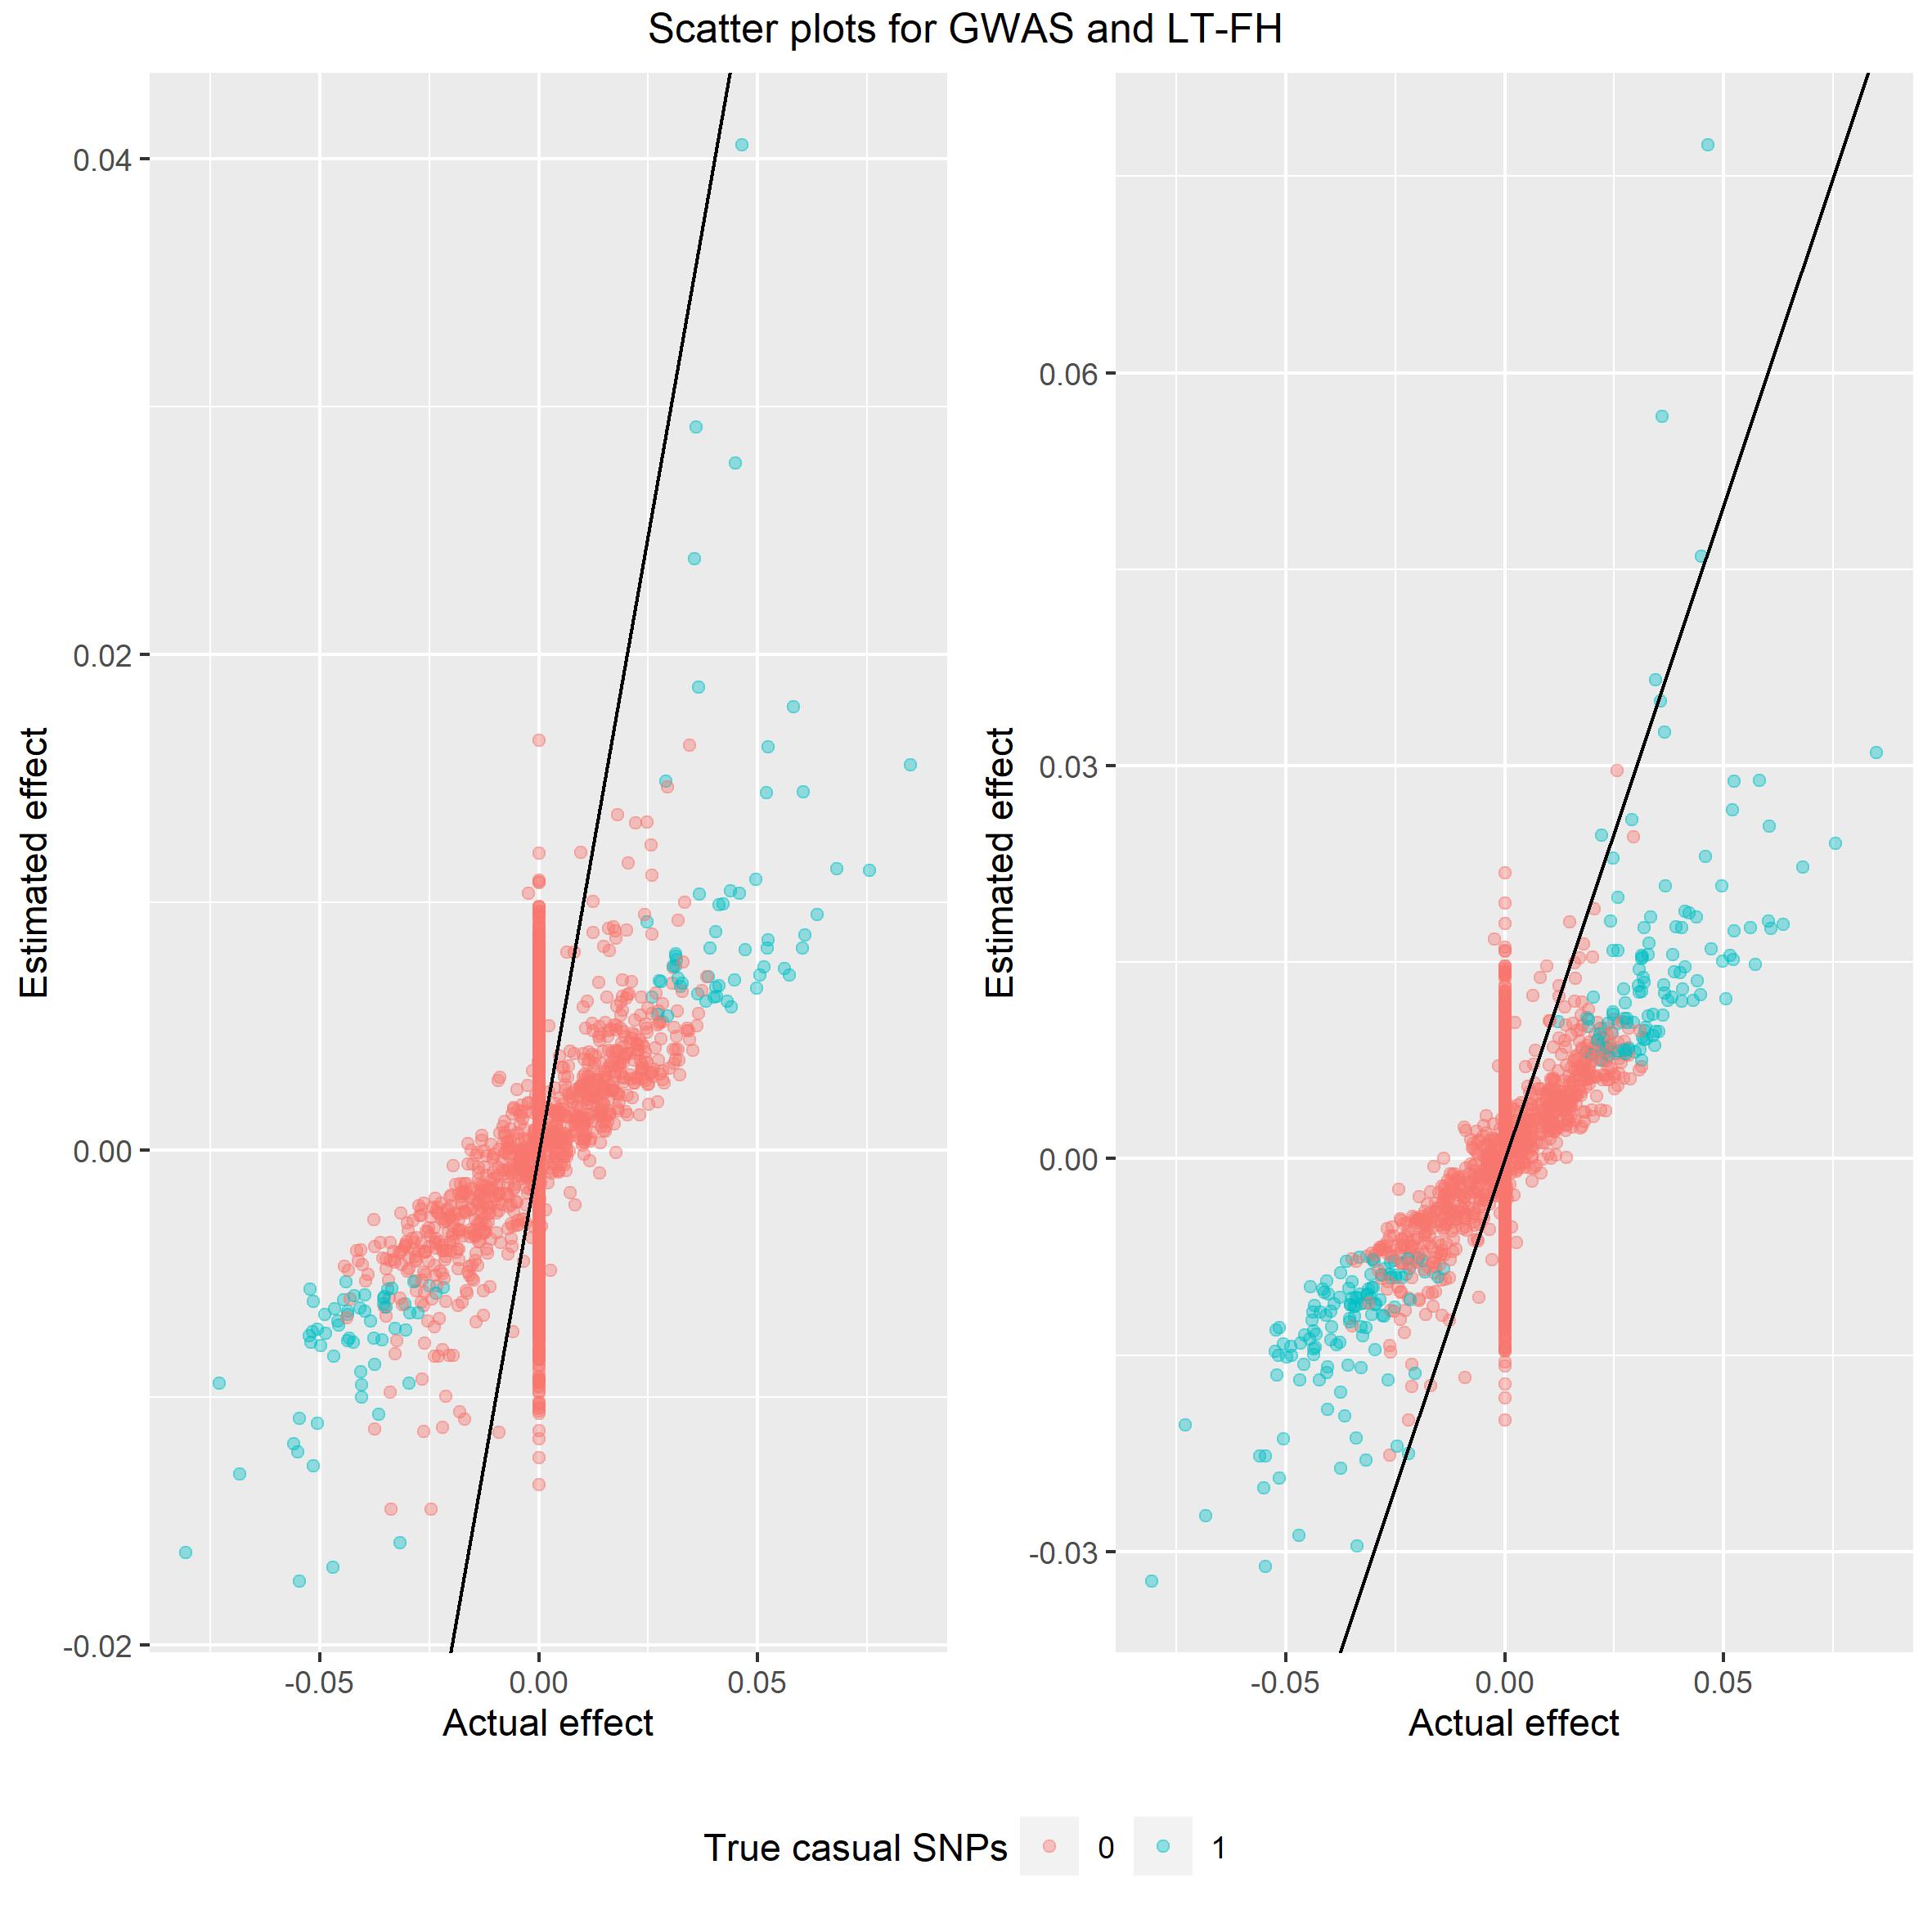 Scatter plots for GWAS and LT-FH
Estimated effect
0.04
0.02
0.00
-0.02
-0.05 0.00 0.05
Actual effect
Estimated effect
0.06
0.03
0.00
-0.03
-0.05 0.00 0.05
Actual effect
True casual SNPs 0 1